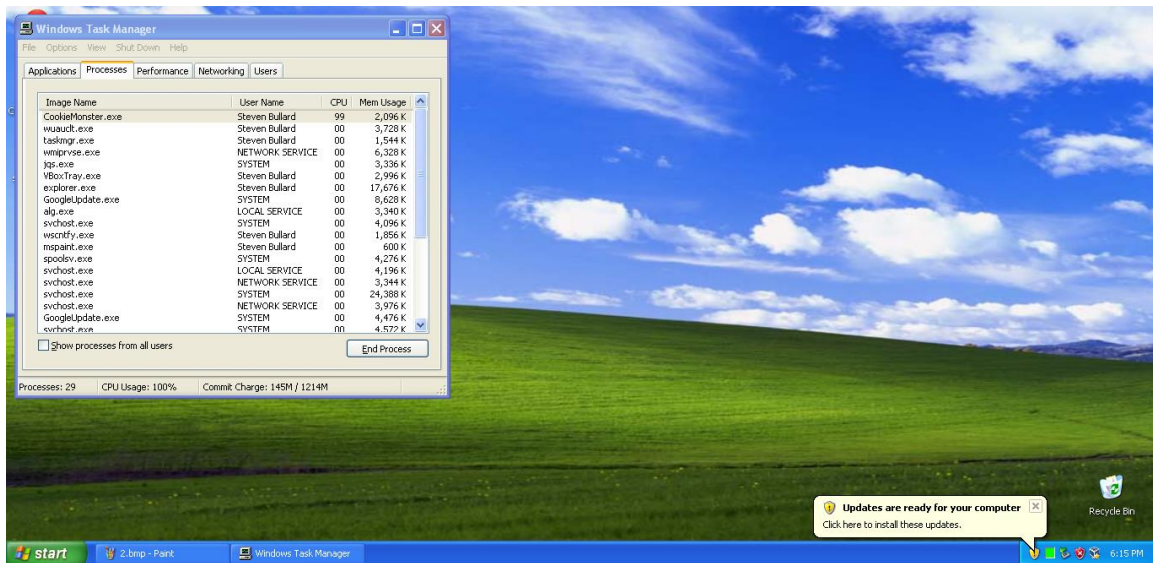 Windows Task Manager
File Options View Shut Down Help
Applications Processes Performance Networking Users
Image Name User Name CPU Mem Usage
CookieMonster.exe Steven Bullard 99 2,096 K
wuauclt.exe Steven Bullard 00 3,728 K
taskmgr.exe Steven Bullard 00 1,544 K
wmiprvse.exe NETWORK SERVICE 00 6,328 K
jqs.exe SYSTEM 00 3,336 K
VBoxTray.exe Steven Bullard 00 2,996 K
explorer.exe Steven Bullard 00 17,676 K
GoogleUpdate.exe SYSTEM 00 8,628 K
alg.exe LOCAL SERVICE 00 3,340 K
svchost.exe SYSTEM 00 4,096 K
wscntfy.exe Steven Bullard 00 1,856 K
mspaint.exe Steven Bullard 00 600 K
spoolsv.exe SYSTEM 00 4,276 K
svchost.exe LOCAL SERVICE 00 4,196 K
svchost.exe NETWORK SERVICE 00 3,344 K
svchost.exe SYSTEM 00 24,388 K
svchost.exe NETWORK SERVICE 00 3,976 K
GoogleUpdate.exe SYSTEM 00 4,476 K
svchost.exe SYSTEM 00 4,572 K
Show processes from all users
End Process
Processes: 29 CPU Usage: 100% Commit Charge: 145M / 1214M
Recycle Bin
Updates are ready for your computer
Click here to install these updates.
start 2.bmp - Paint Windows Task Manager 6:15 PM